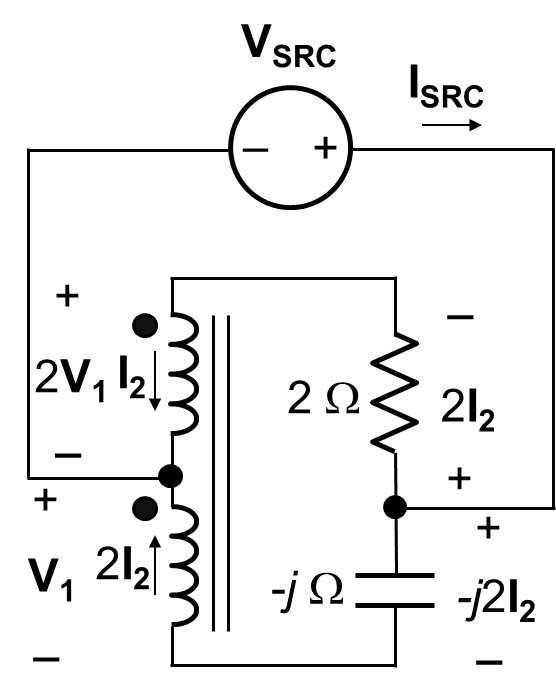 V_SRC
I_SRC
− +
+ −
2V_1 I_2 2 Ω 2I_2
− +
+ +
V_1 2I_2 -j Ω -j2I_2
− −